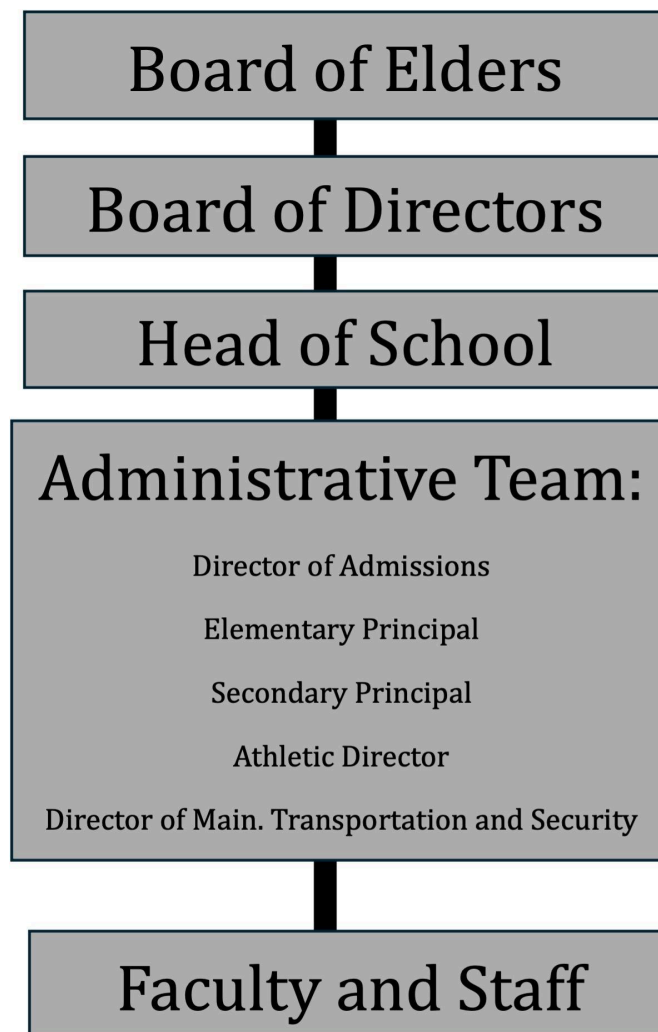 Board of Elders
Board of Directors
Head of School
Administrative Team:
Director of Admissions
Elementary Principal
Secondary Principal
Athletic Director
Director of Main. Transportation and Security
Faculty and Staff